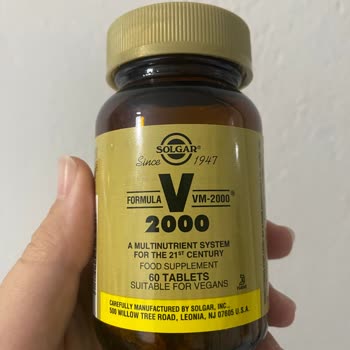 SOLGAR®
Since 1947
FORMULA V VM-2000®
2000
A MULTINUTRIENT SYSTEM
FOR THE 21ST CENTURY
FOOD SUPPLEMENT
60 TABLETS
SUITABLE FOR VEGANS
CAREFULLY MANUFACTURED BY SOLGAR, INC.,
500 WILLOW TREE ROAD, LEONIA, NJ 07605 U.S.A.